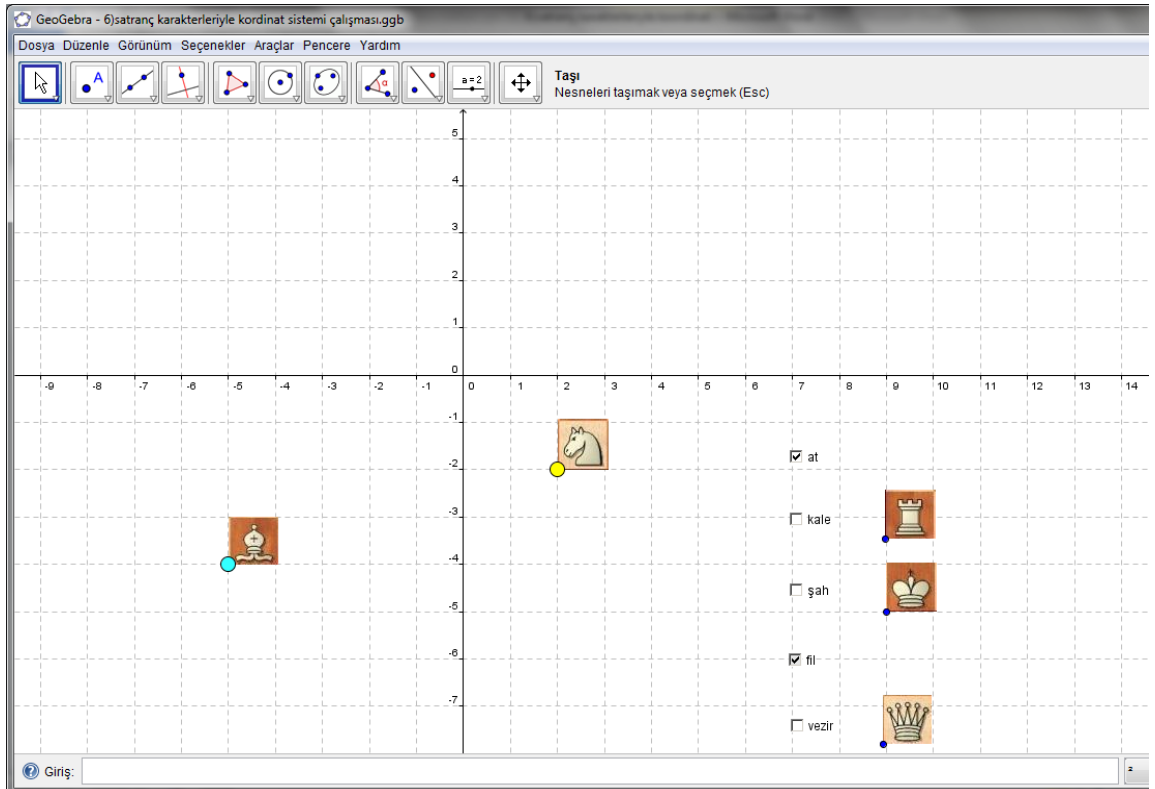 GeoGebra - 6)satranç karakterleriyle kordinat sistemi çalışması.ggb
Dosya Düzenle Görünüm Seçenekler Araçlar Pencere Yardım
A
α
a=2
Taşı
Nesneleri taşımak veya seçmek (Esc)
5
4
3
2
1
0
-9 -8 -7 -6 -5 -4 -3 -2 -1 0 1 2 3 4 5 6 7 8 9 10 11 12 13 14
-1
at
-2
-3
kale
-4
şah
-5
-6
fil
-7
vezir
Giriş:
²